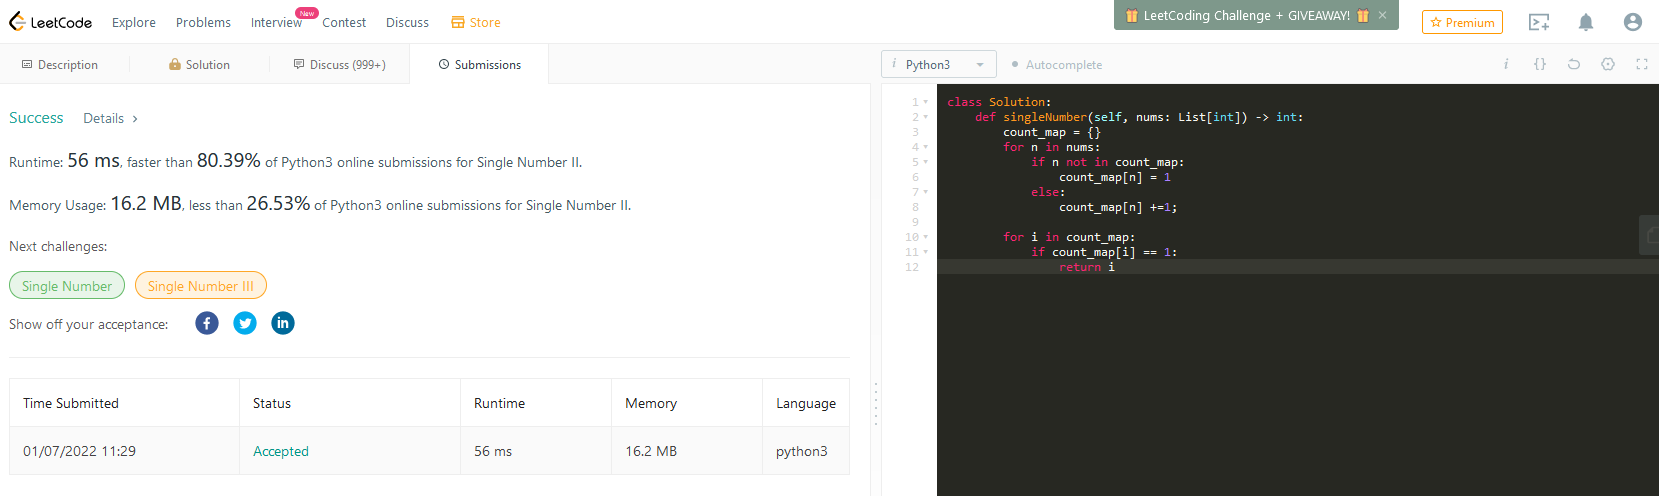 LeetCode Explore Problems Interview New Contest Discuss Store LeetCoding Challenge + GIVEAWAY! × Premium
Description Solution Discuss (999+) Submissions
Success Details >
Runtime: 56 ms, faster than 80.39% of Python3 online submissions for Single Number II.
Memory Usage: 16.2 MB, less than 26.53% of Python3 online submissions for Single Number II.
Next challenges:
Single Number Single Number III
Show off your acceptance: f in
Time Submitted Status Runtime Memory Language
01/07/2022 11:29 Accepted 56 ms 16.2 MB python3
i Python3 Autocomplete i {}
1 class Solution:
2 def singleNumber(self, nums: List[int]) -> int:
3 count_map = {}
4 for n in nums:
5 if n not in count_map:
6 count_map[n] = 1
7 else:
8 count_map[n] +=1;
9
10 for i in count_map:
11 if count_map[i] == 1:
12 return i